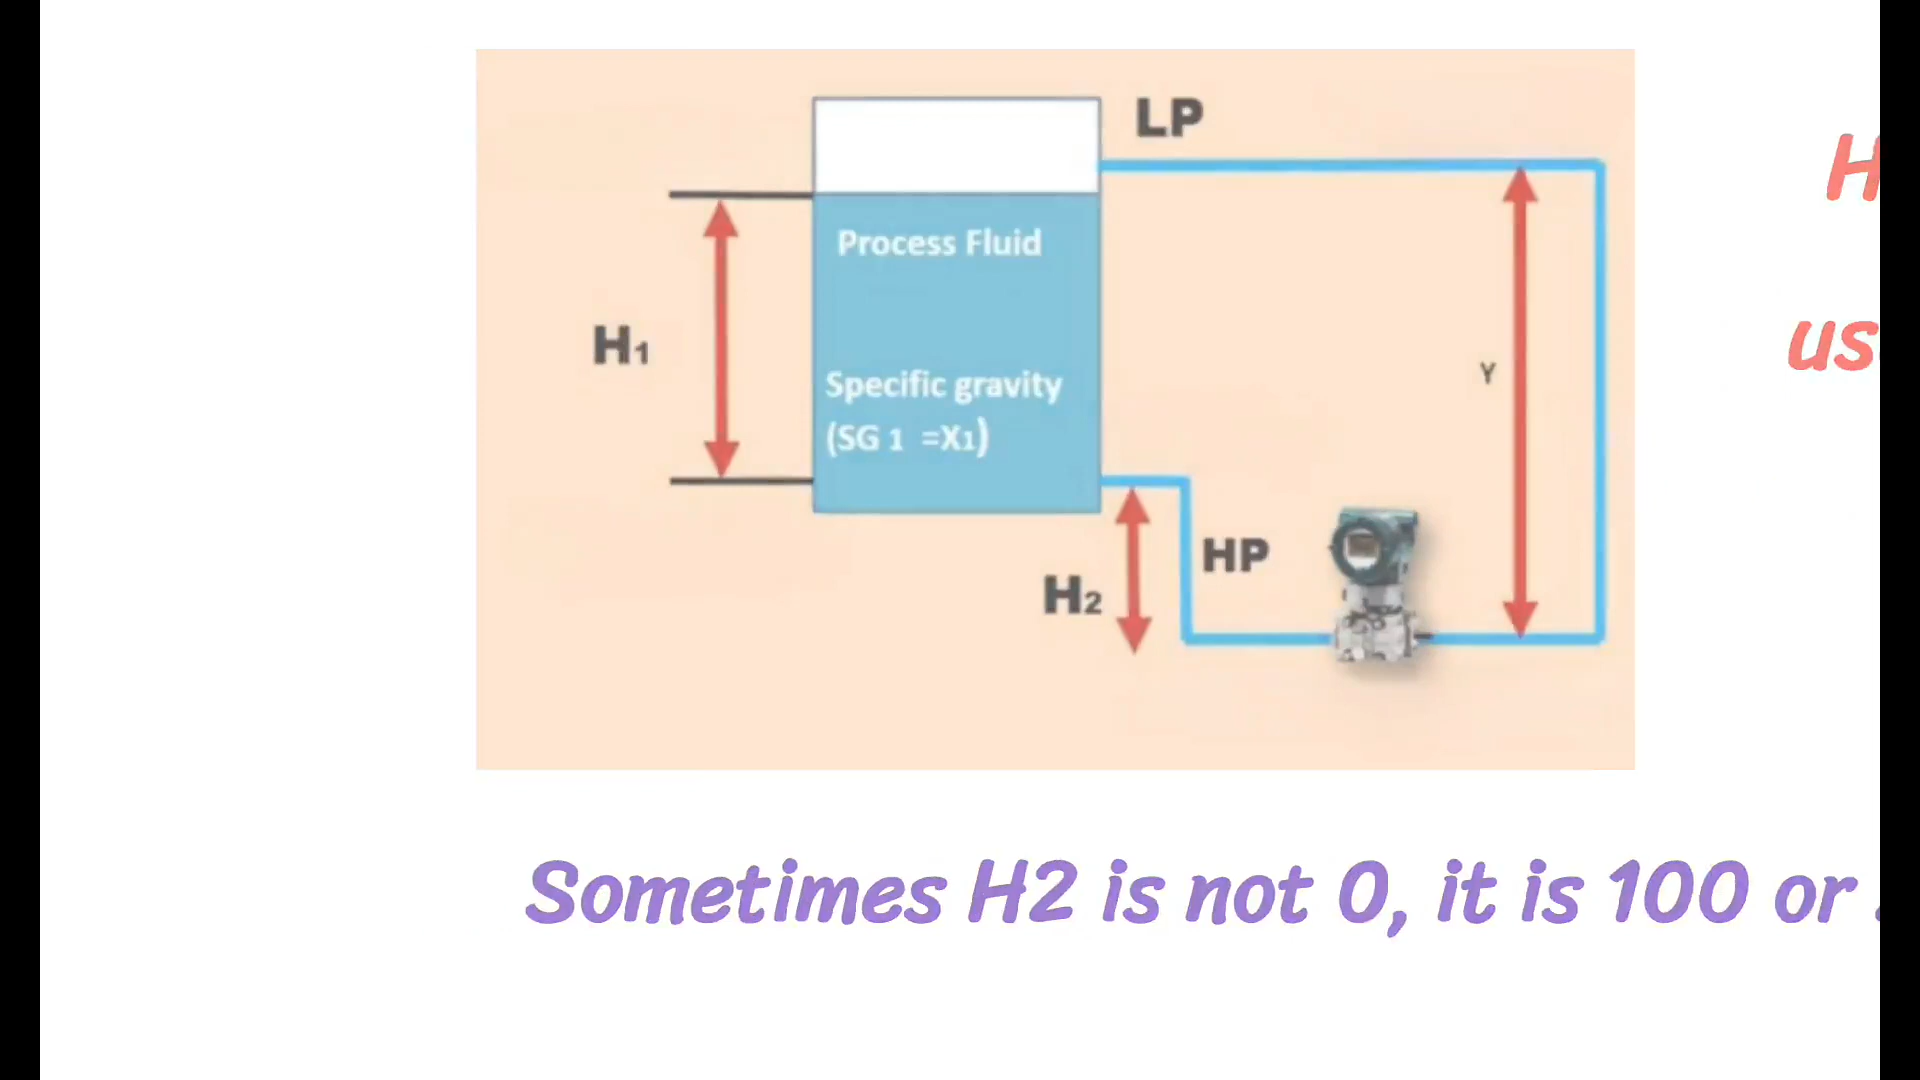 LP
Process Fluid
H1
Y
Specific gravity
(SG 1 =X1)
HP
H2
Sometimes H2 is not 0, it is 100 or